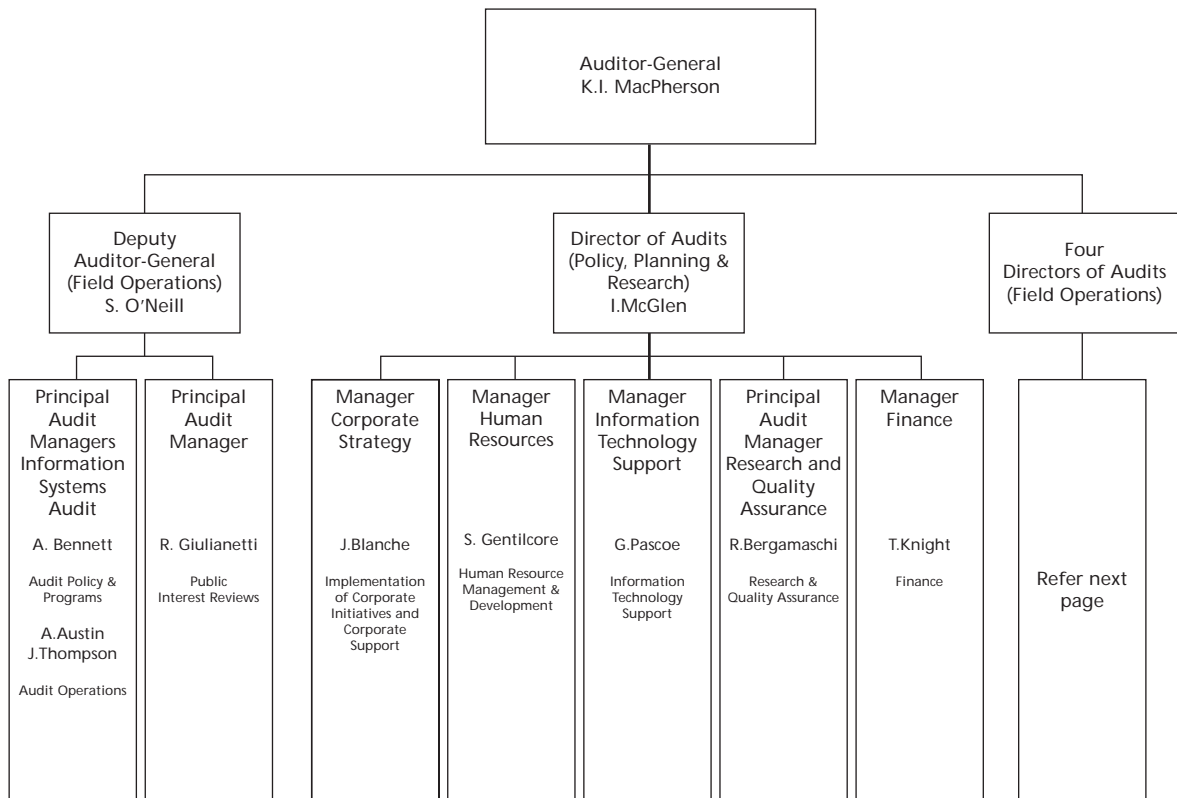 Auditor-General
K.I. MacPherson
Deputy
Auditor-General
(Field Operations)
S. O'Neill
Director of Audits
(Policy, Planning &
Research)
I.McGlen
Four
Directors of Audits
(Field Operations)
Principal
Audit
Managers
Information
Systems
Audit
A. Bennett
Audit Policy &
Programs
A.Austin
J.Thompson
Audit Operations
Principal
Audit
Manager
R. Giulianetti
Public
Interest Reviews
Manager
Corporate
Strategy
J.Blanche
Implementation
of Corporate
Initiatives and
Corporate
Support
Manager
Human
Resources
S. Gentilcore
Human Resource
Management &
Development
Manager
Information
Technology
Support
G.Pascoe
Information
Technology
Support
Principal
Audit
Manager
Research and
Quality
Assurance
R.Bergamaschi
Research &
Quality Assurance
Manager
Finance
T.Knight
Finance
Refer next
page